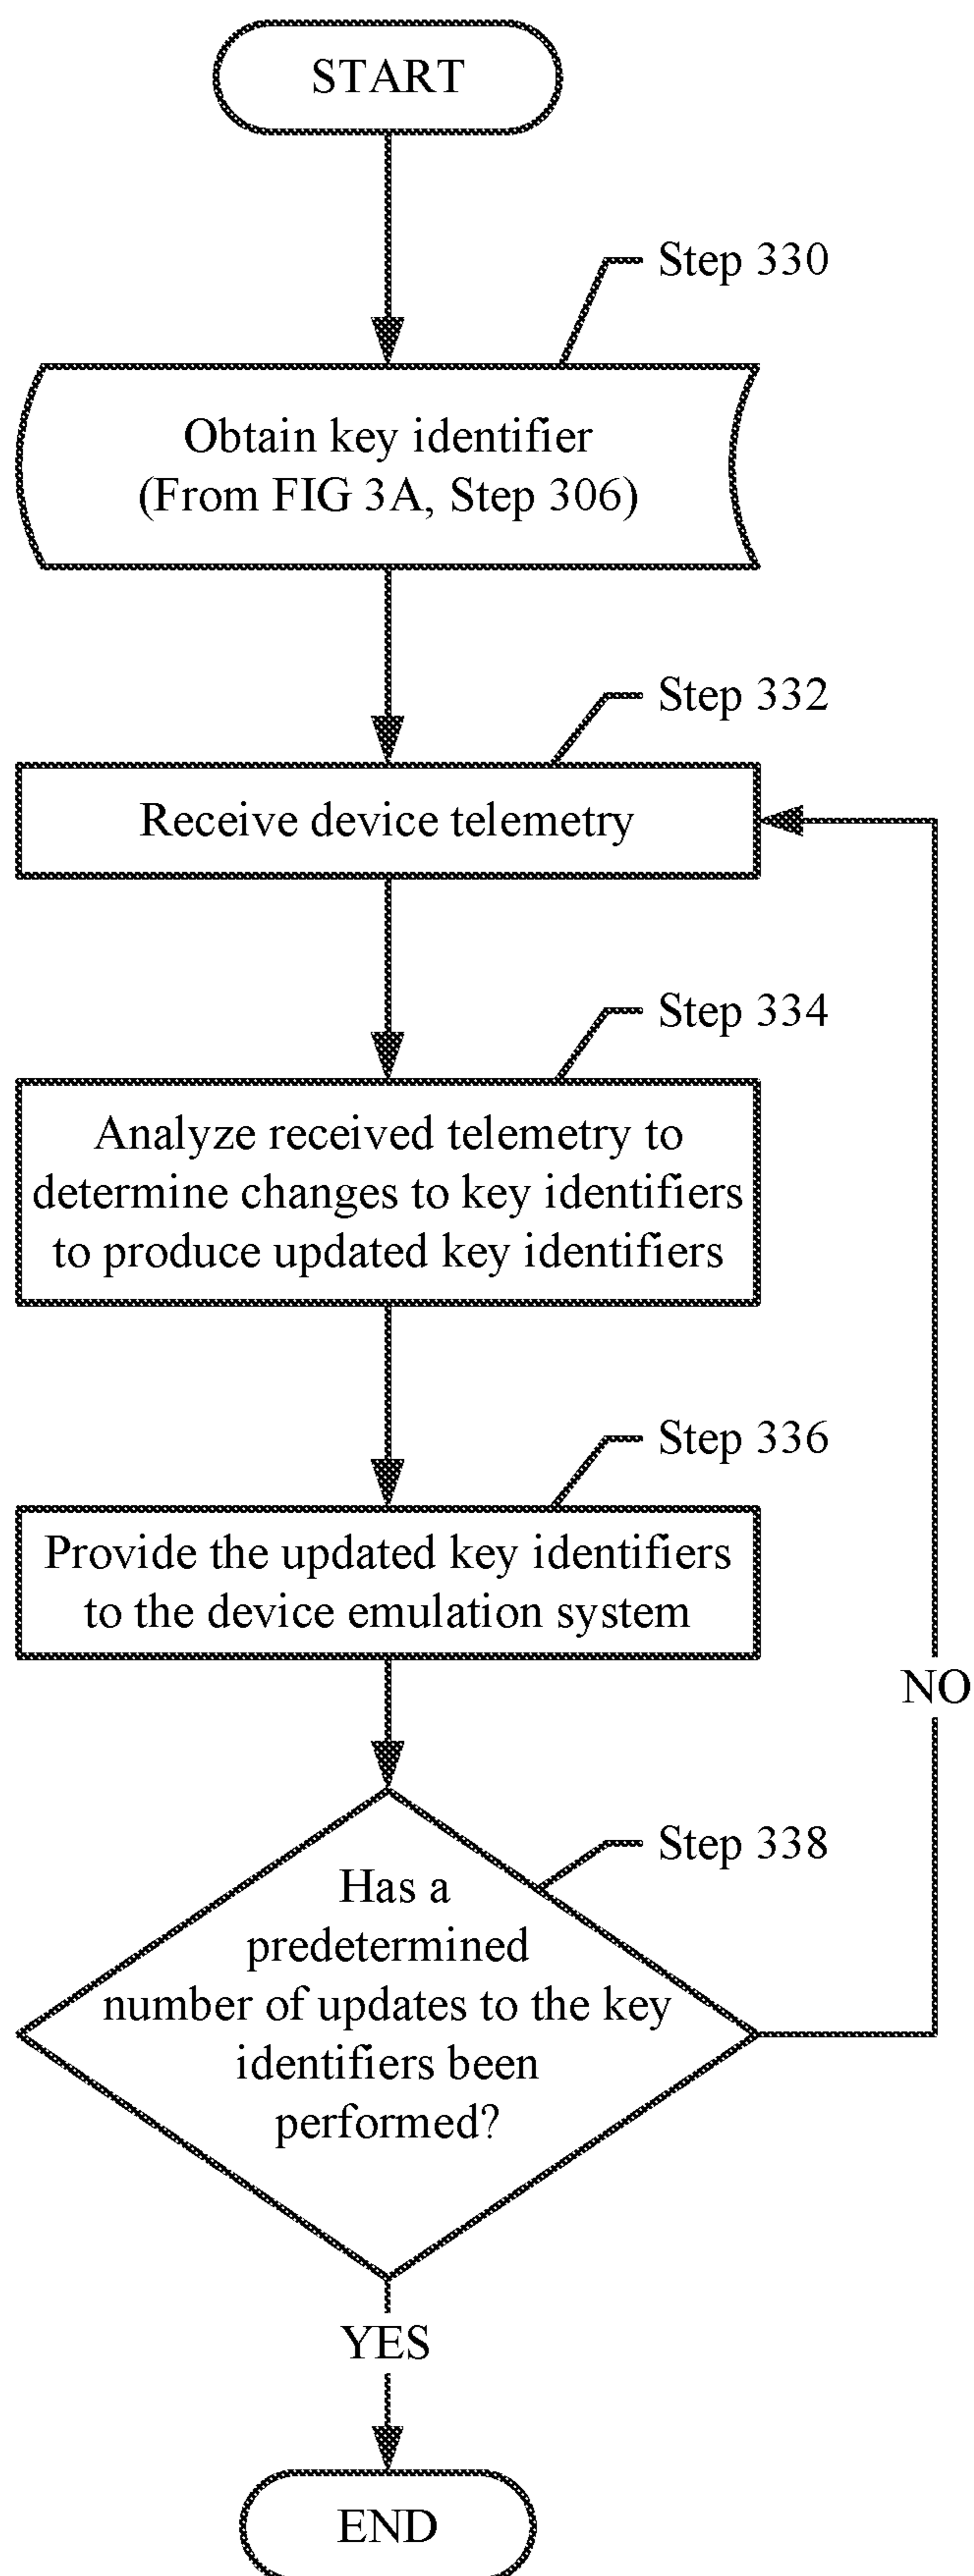 START
Step 330
Obtain key identifier
(From FIG 3A, Step 306)
Step 332
Receive device telemetry
Step 334
Analyze received telemetry to
determine changes to key identifiers
to produce updated key identifiers
Step 336
Provide the updated key identifiers
to the device emulation system
NO
Step 338
Has a
predetermined
number of updates to the key
identifiers been
performed?
YES
END